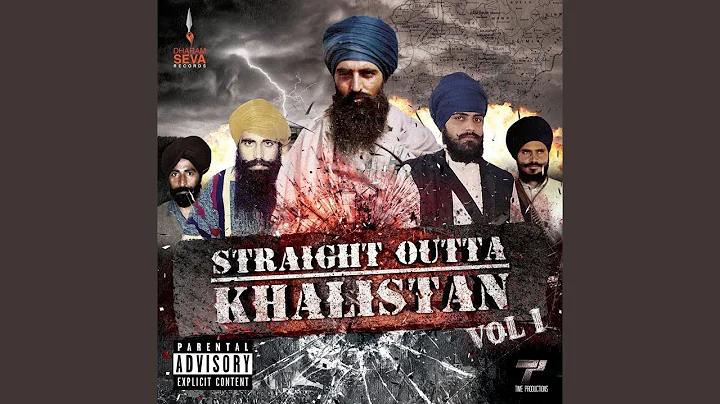 DHARAM
SEVA
RECORDS
STRAIGHT OUTTA
KHALISTAN
VOL 1
PARENTAL
ADVISORY
EXPLICIT CONTENT
TIME PRODUCTIONS